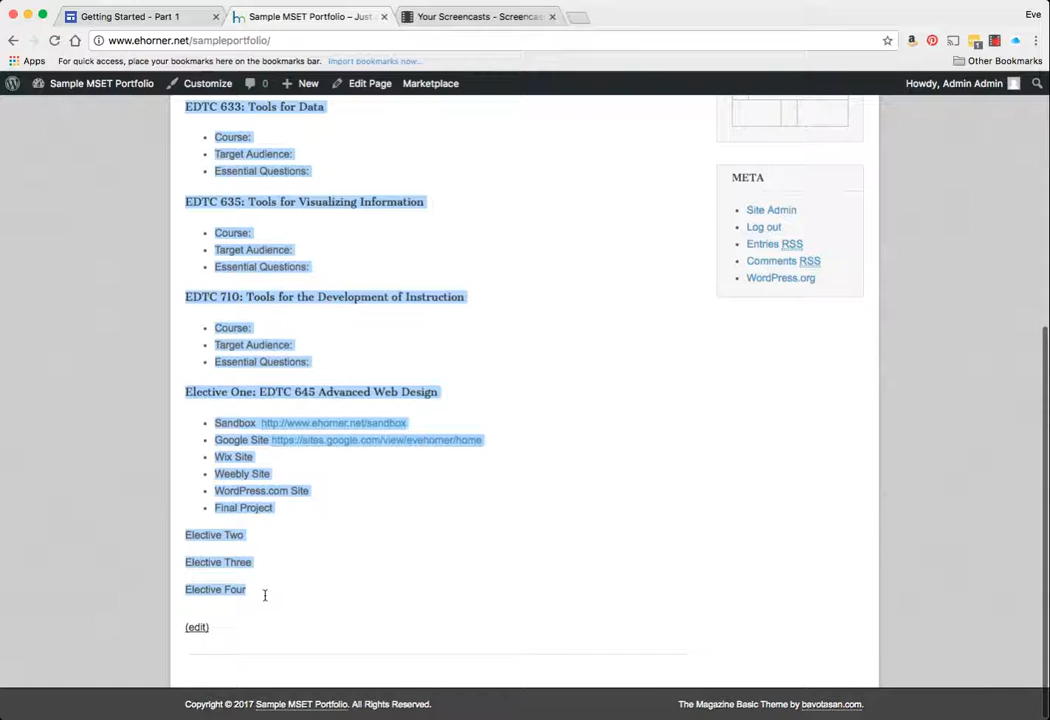 Getting Started - Part 1
Sample MSET Portfolio – Just a
Your Screencasts - Screencas
Eve
www.ehorner.net/sampleportfolio/
Apps
For quick access, place your bookmarks here on the bookmarks bar. Import bookmarks now...
Other Bookmarks
Sample MSET Portfolio
Customize
0
New
Edit Page
Marketplace
Howdy, Admin Admin
EDTC 633: Tools for Data
Course:
Target Audience:
Essential Questions:
EDTC 635: Tools for Visualizing Information
Course:
Target Audience:
Essential Questions:
EDTC 710: Tools for the Development of Instruction
Course:
Target Audience:
Essential Questions:
Elective One: EDTC 645 Advanced Web Design
Sandbox http://www.ehorner.net/sandbox
Google Site https://sites.google.com/view/evehorner/home
Wix Site
Weebly Site
WordPress.com Site
Final Project
Elective Two
Elective Three
Elective Four
(edit)
META
Site Admin
Log out
Entries RSS
Comments RSS
WordPress.org
Copyright © 2017 Sample MSET Portfolio. All Rights Reserved.
The Magazine Basic Theme by bavotasan.com.